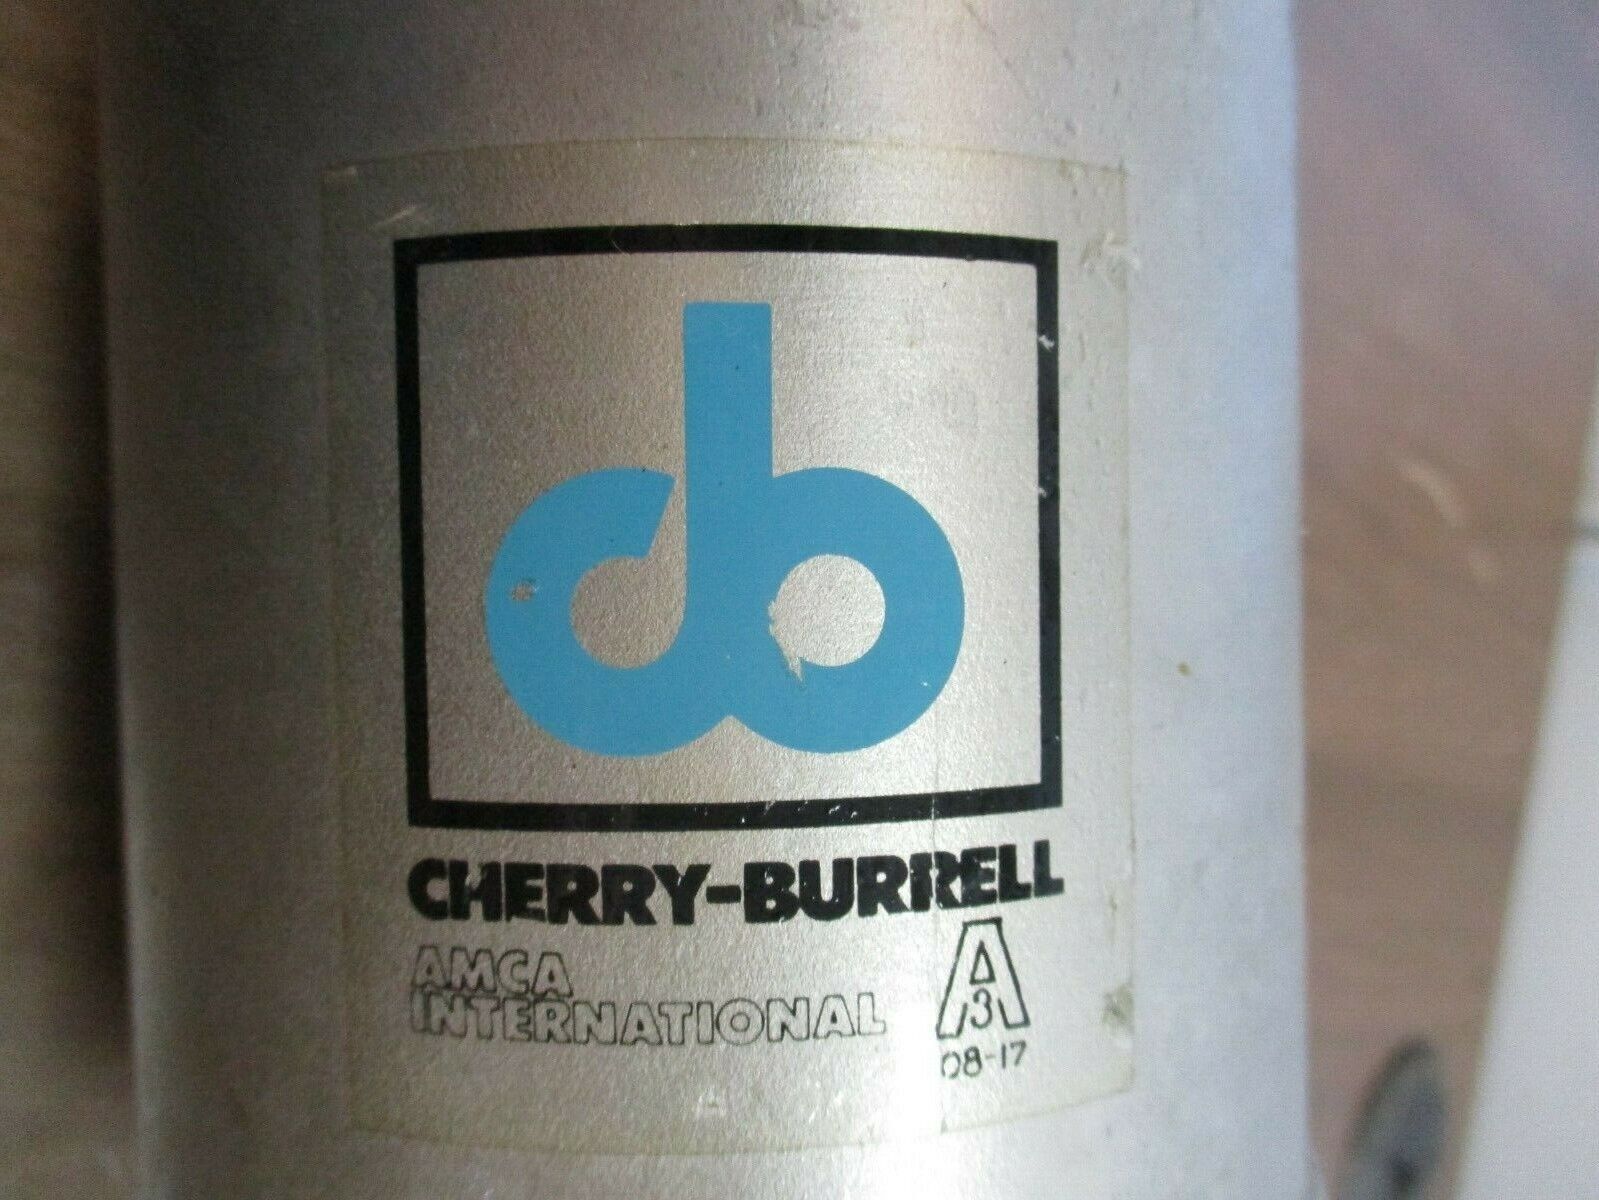 cb
CHERRY-BURRELL
AMCA
INTERNATIONAL
A
3
08-17